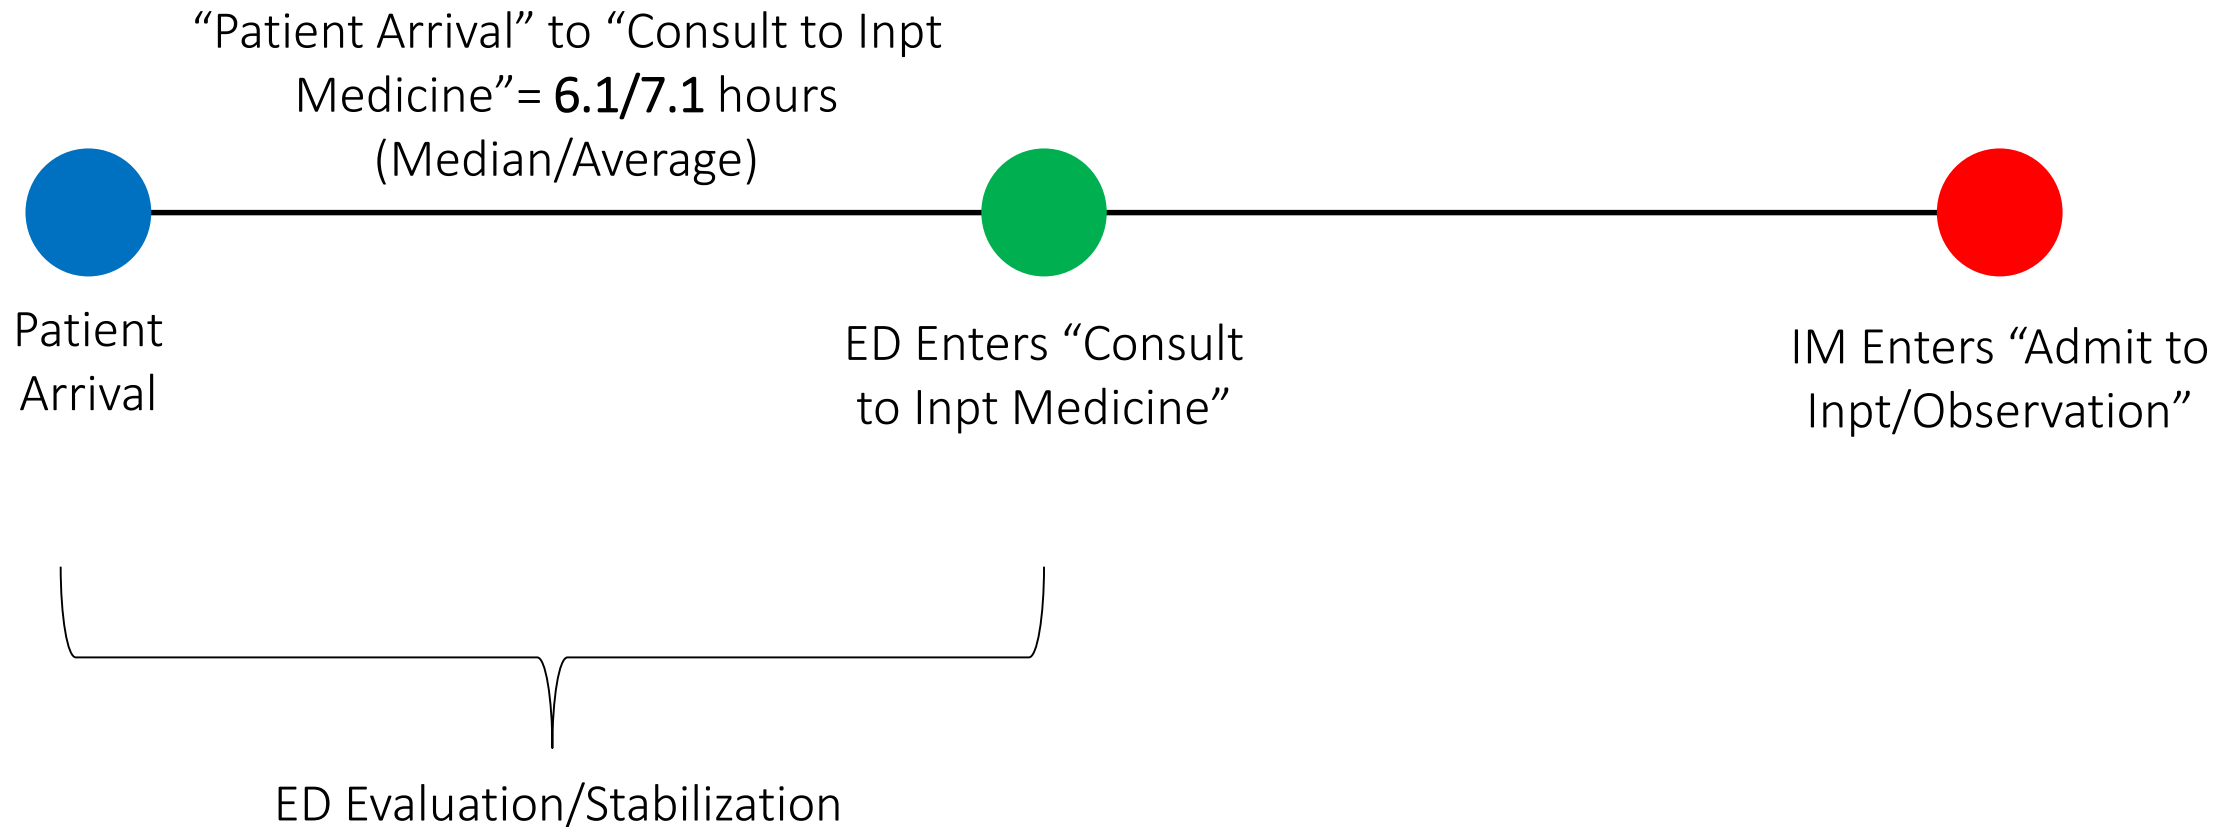 “Patient Arrival” to “Consult to Inpt
Medicine”= 6.1/7.1 hours
(Median/Average)
Patient
Arrival
ED Enters “Consult
to Inpt Medicine”
IM Enters “Admit to
Inpt/Observation”
ED Evaluation/Stabilization